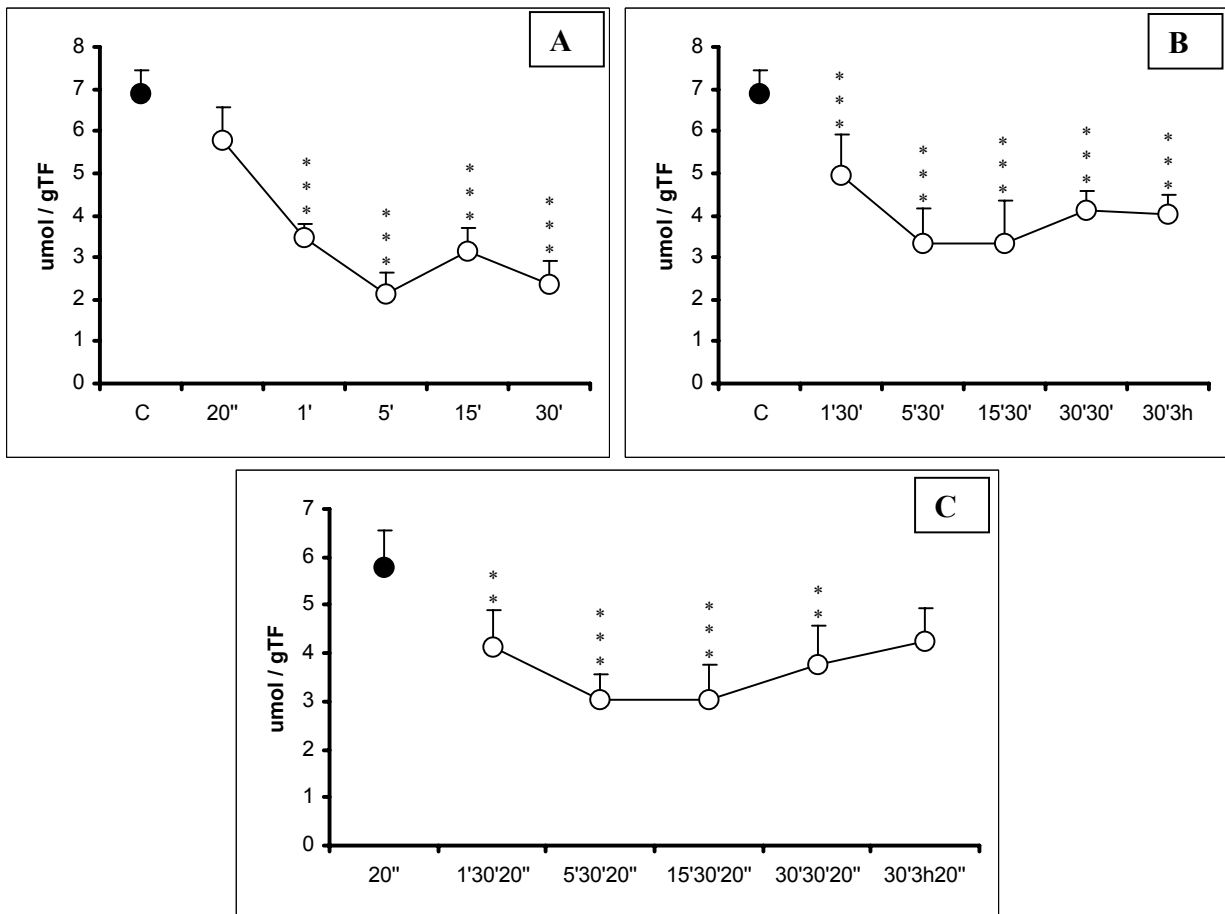 A
8
7
6
5
4
3
2
1
0
umol / gTF
* * *
* * *
* * *
* * *
C 20" 1' 5' 15' 30'
B
8
7
6
5
4
3
2
1
0
umol / gTF
* * *
* * *
* * *
* * *
* * *
C 1'30' 5'30' 15'30' 30'30' 30'3h
C
7
6
5
4
3
2
1
0
umol / gTF
* *
* * *
* * *
* *
20" 1'30'20" 5'30'20" 15'30'20" 30'30'20" 30'3h20"